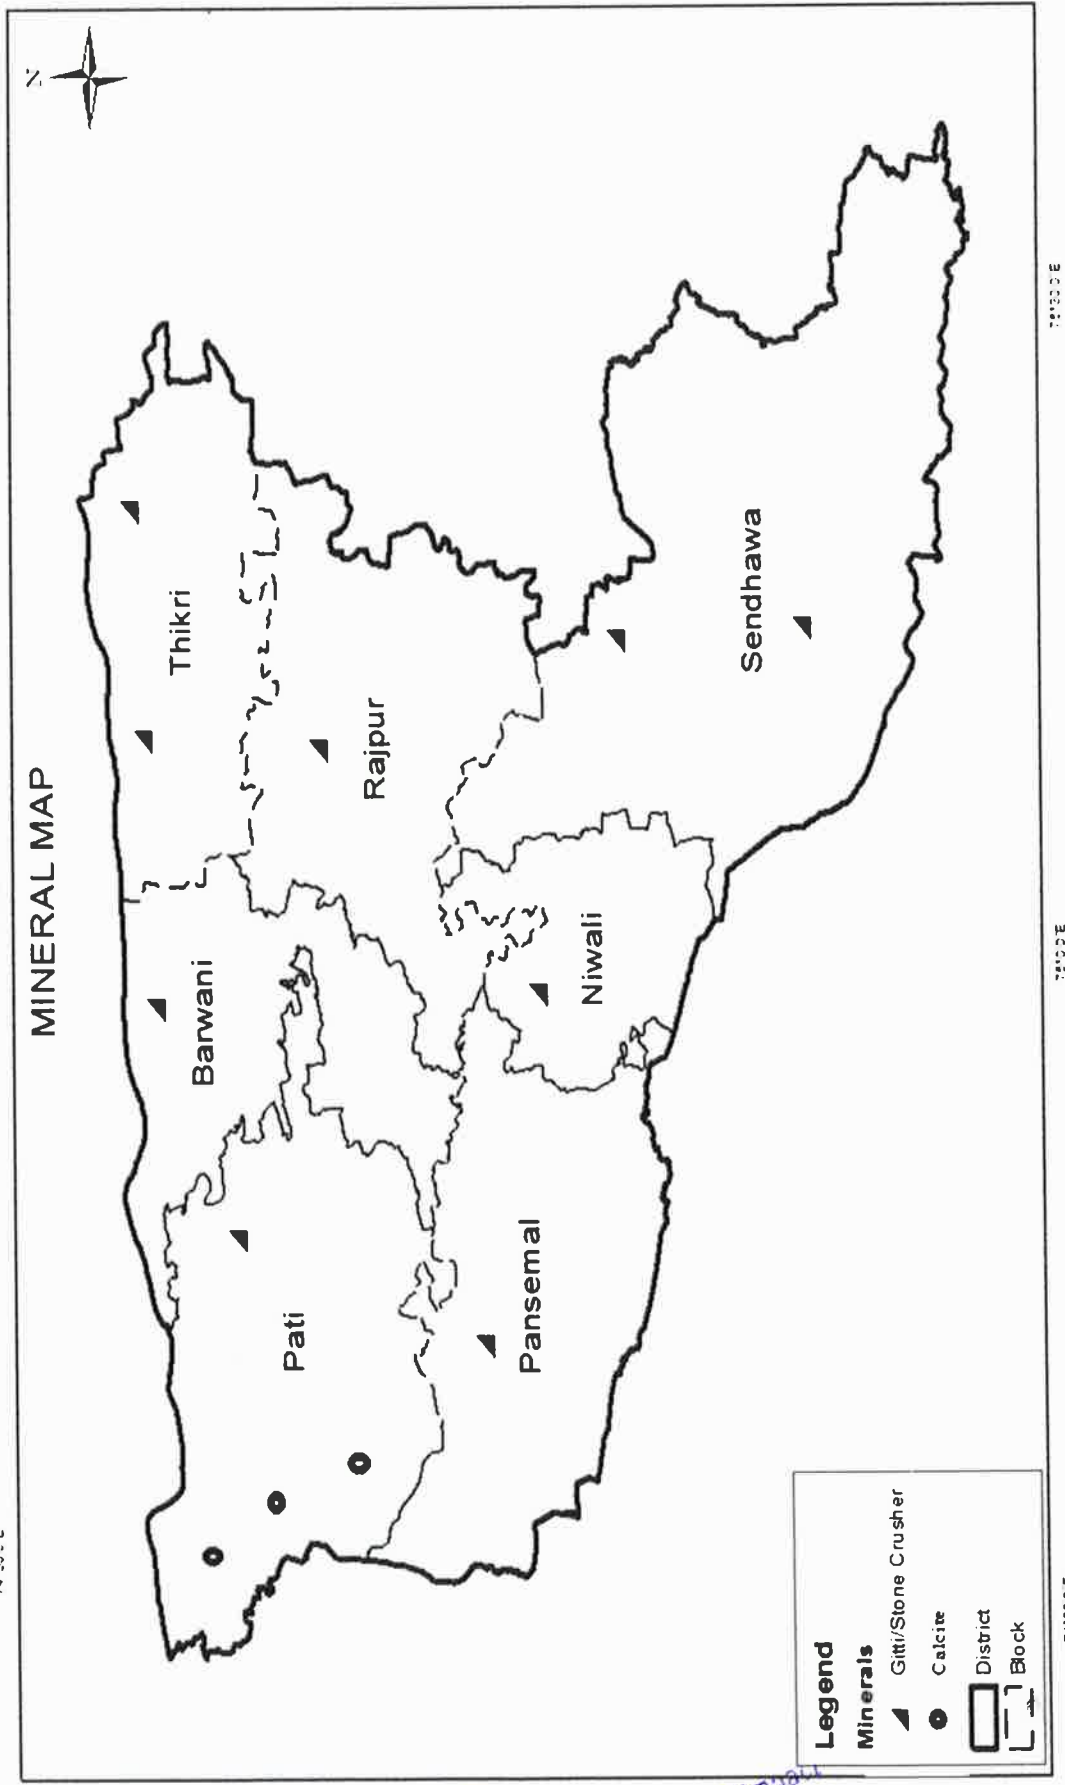 MINERAL MAP
Z
Thikri
Barwani
Rajpur
Pati
Sendhawa
Niwali
Pansemal
Legend
Minerals
Gitti/Stone Crusher
Calcite
District
Block